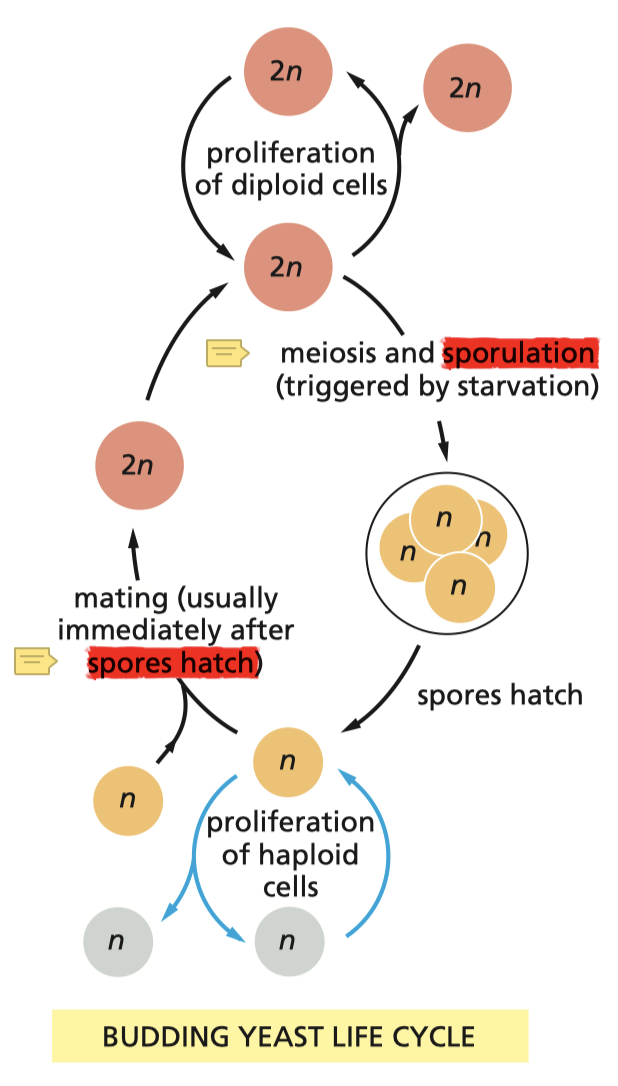 2n
2n
proliferation
of diploid cells
2n
meiosis and sporulation
(triggered by starvation)
2n
n
n
n
n
mating (usually
immediately after
spores hatch)
spores hatch
n
n
proliferation
of haploid
cells
n
n
BUDDING YEAST LIFE CYCLE